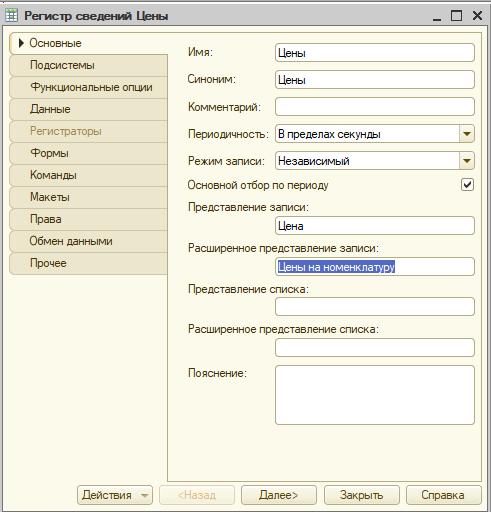 Регистр сведений Цены
Основные
Подсистемы
Функциональные опции
Данные
Регистраторы
Формы
Команды
Макеты
Права
Обмен данными
Прочее
Имя: Цены
Синоним: Цены
Комментарий:
Периодичность: В пределах секунды
Режим записи: Независимый
Основной отбор по периоду
Представление записи:
Цена
Расширенное представление записи:
Цены на номенклатуру
Представление списка:
Расширенное представление списка:
Пояснение:
Действия <Назад Далее> Закрыть Справка